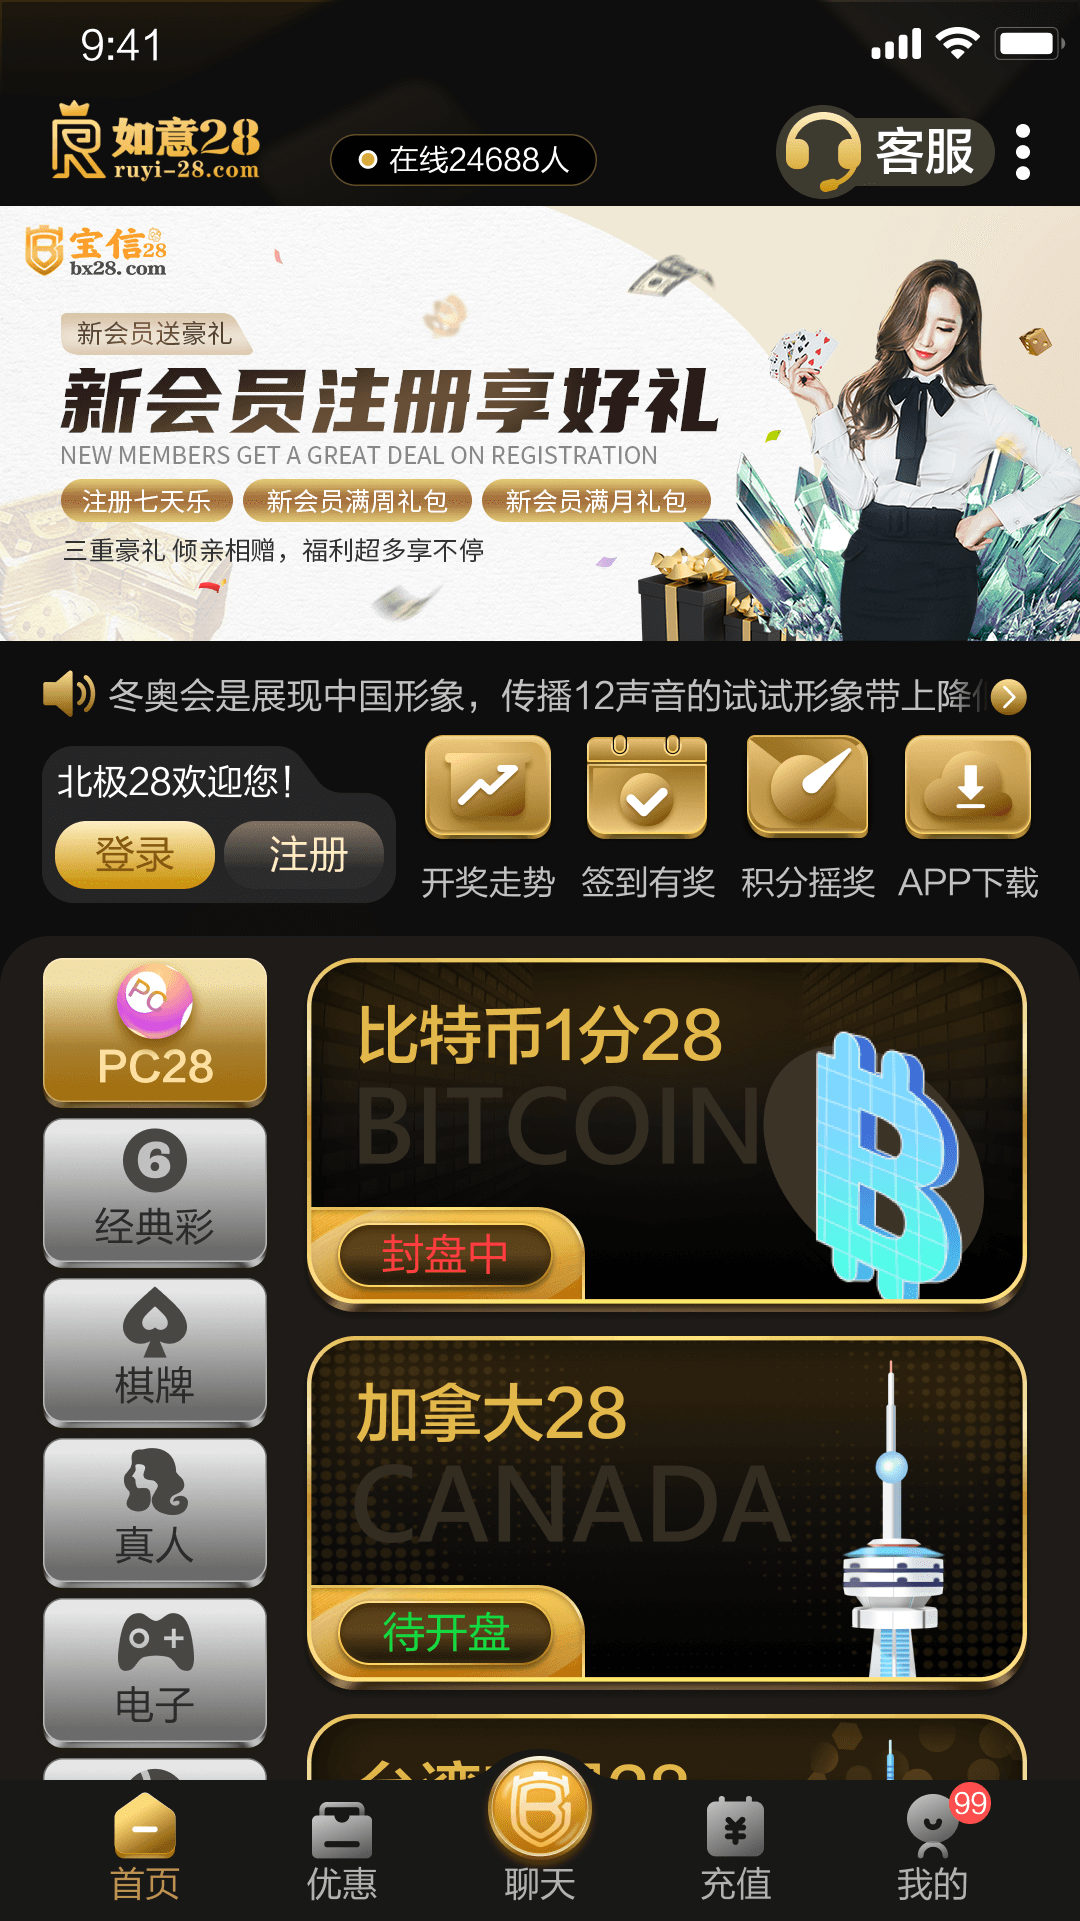 9:41
如意28
ruyi-28.com
在线24688人
客服
宝信28
bx28.com
新会员送豪礼
新会员注册享好礼
NEW MEMBERS GET A GREAT DEAL ON REGISTRATION
注册七天乐 新会员满周礼包 新会员满月礼包
三重豪礼 倾亲相赠，福利超多享不停
冬奥会是展现中国形象，传播12声音的试试形象带上降
北极28欢迎您！
登录 注册
开奖走势 签到有奖 积分摇奖 APP下载
PC
PC28
6
经典彩
棋牌
真人
电子
比特币1分28
BITCOIN
封盘中
加拿大28
CANADA
待开盘
99
首页 优惠 聊天 充值 我的